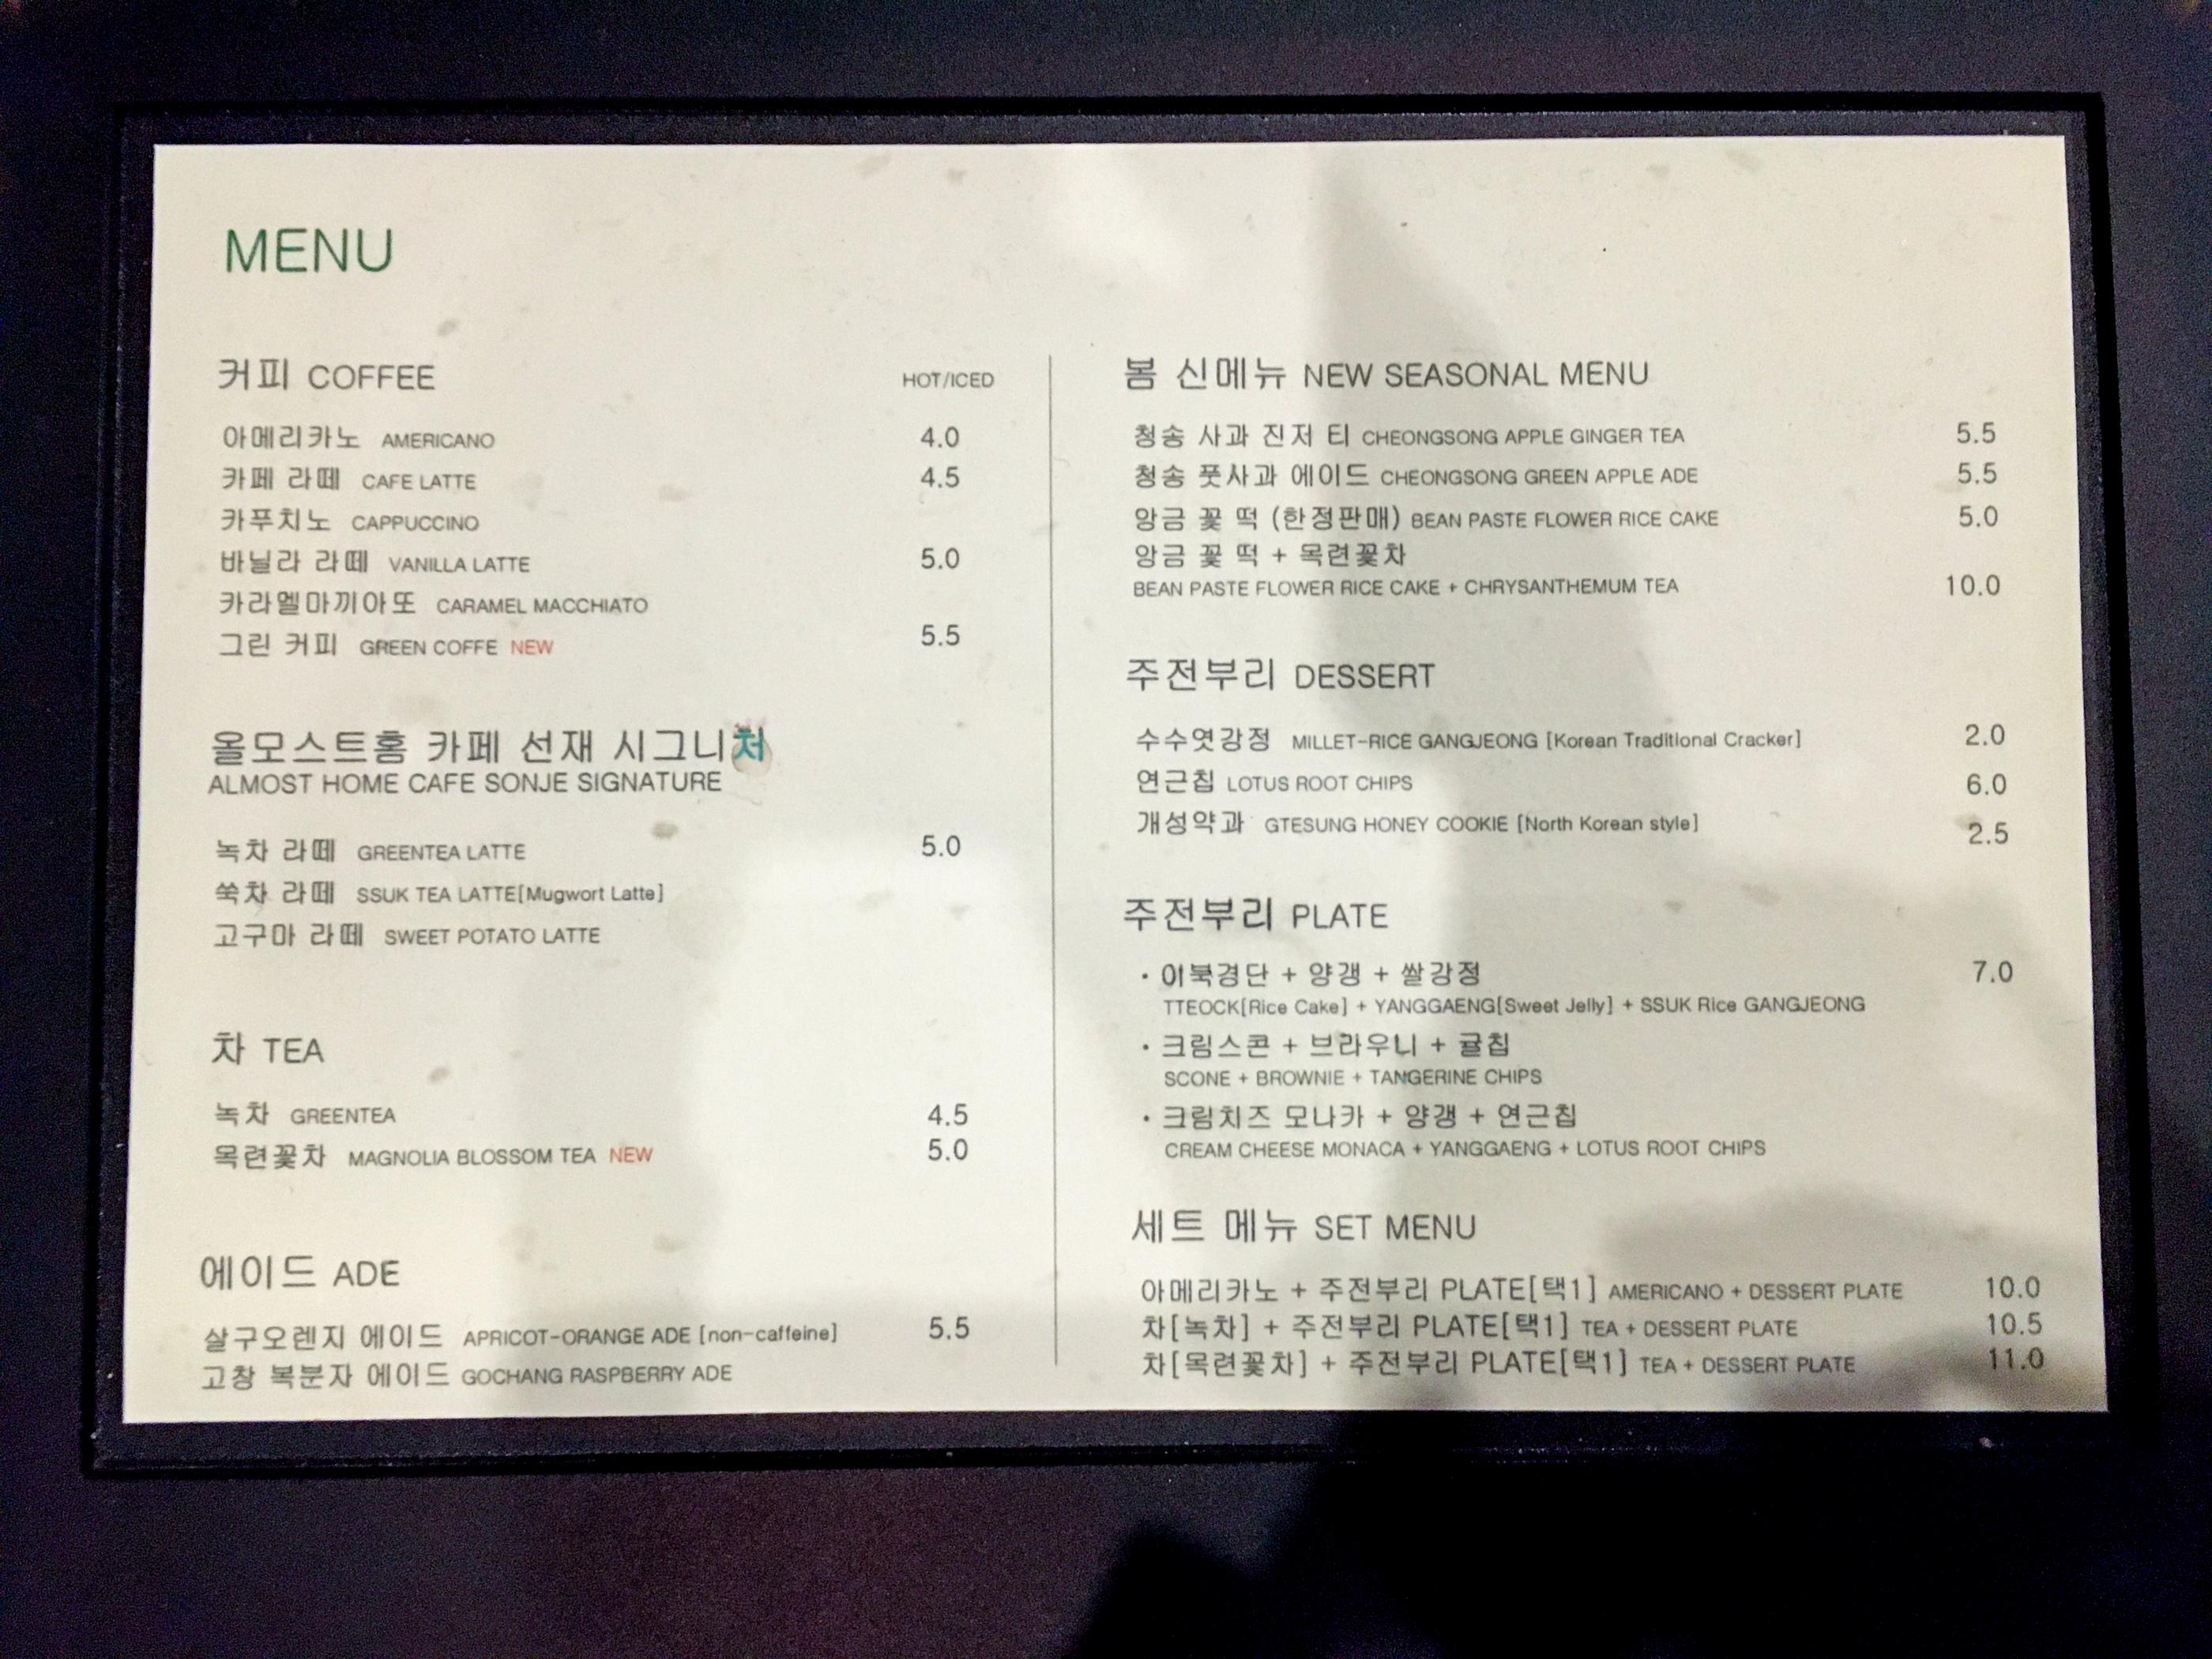 MENU
커피 COFFEE HOT/ICED
아메리카노 AMERICANO 4.0
카페 라떼 CAFE LATTE 4.5
카푸치노 CAPPUCCINO
바닐라 라떼 VANILLA LATTE 5.0
카라멜마끼아또 CARAMEL MACCHIATO
그린 커피 GREEN COFFE NEW 5.5
올모스트홈 카페 선재 시그니처
ALMOST HOME CAFE SONJE SIGNATURE
녹차 라떼 GREENTEA LATTE 5.0
쑥차 라떼 SSUK TEA LATTE[Mugwort Latte]
고구마 라떼 SWEET POTATO LATTE
차 TEA
녹차 GREENTEA 4.5
목련꽃차 MAGNOLIA BLOSSOM TEA NEW 5.0
에이드 ADE
살구오렌지 에이드 APRICOT-ORANGE ADE [non-caffeine] 5.5
고창 복분자 에이드 GOCHANG RASPBERRY ADE
봄 신메뉴 NEW SEASONAL MENU
청송 사과 진저 티 CHEONGSONG APPLE GINGER TEA 5.5
청송 풋사과 에이드 CHEONGSONG GREEN APPLE ADE 5.5
앙금 꽃 떡 (한정판매) BEAN PASTE FLOWER RICE CAKE 5.0
앙금 꽃 떡 + 목련꽃차
BEAN PASTE FLOWER RICE CAKE + CHRYSANTHEMUM TEA 10.0
주전부리 DESSERT
수수엿강정 MILLET-RICE GANGJEONG [Korean Traditional Cracker] 2.0
연근칩 LOTUS ROOT CHIPS 6.0
개성약과 GTESUNG HONEY COOKIE [North Korean style] 2.5
주전부리 PLATE
· 이북경단 + 양갱 + 쌀강정 7.0
TTEOCK[Rice Cake] + YANGGAENG[Sweet Jelly] + SSUK Rice GANGJEONG
· 크림스콘 + 브라우니 + 귤칩
SCONE + BROWNIE + TANGERINE CHIPS
· 크림치즈 모나카 + 양갱 + 연근칩
CREAM CHEESE MONACA + YANGGAENG + LOTUS ROOT CHIPS
세트 메뉴 SET MENU
아메리카노 + 주전부리 PLATE[택1] AMERICANO + DESSERT PLATE 10.0
차[녹차] + 주전부리 PLATE[택1] TEA + DESSERT PLATE 10.5
차[목련꽃차] + 주전부리 PLATE[택1] TEA + DESSERT PLATE 11.0